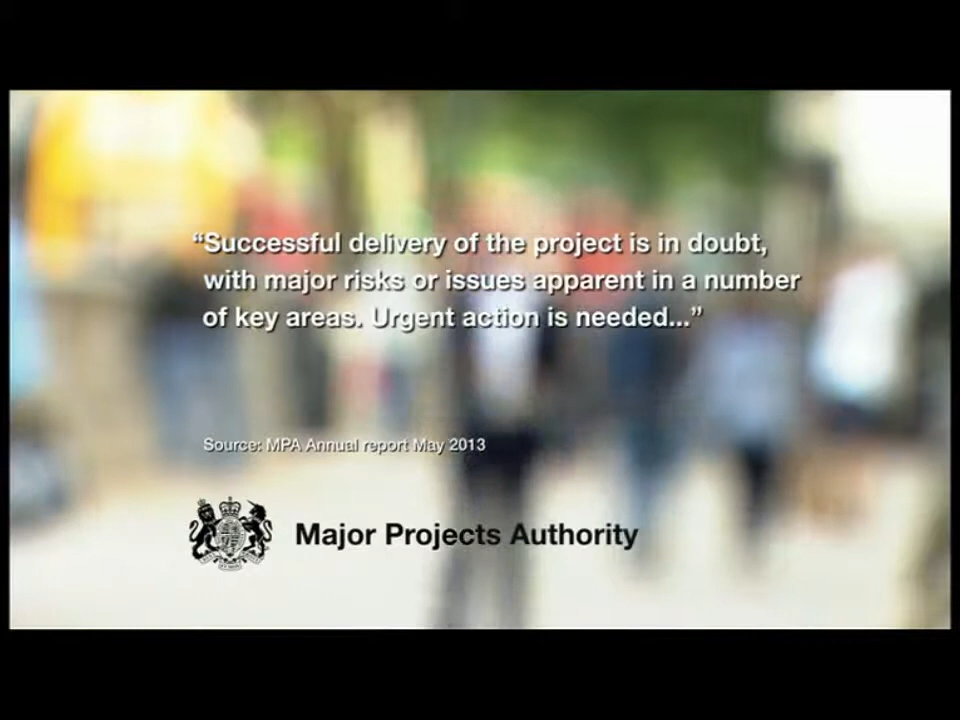 “Successful delivery of the project is in doubt,
with major risks or issues apparent in a number
of key areas. Urgent action is needed...”
Source: MPA Annual report May 2013
Major Projects Authority